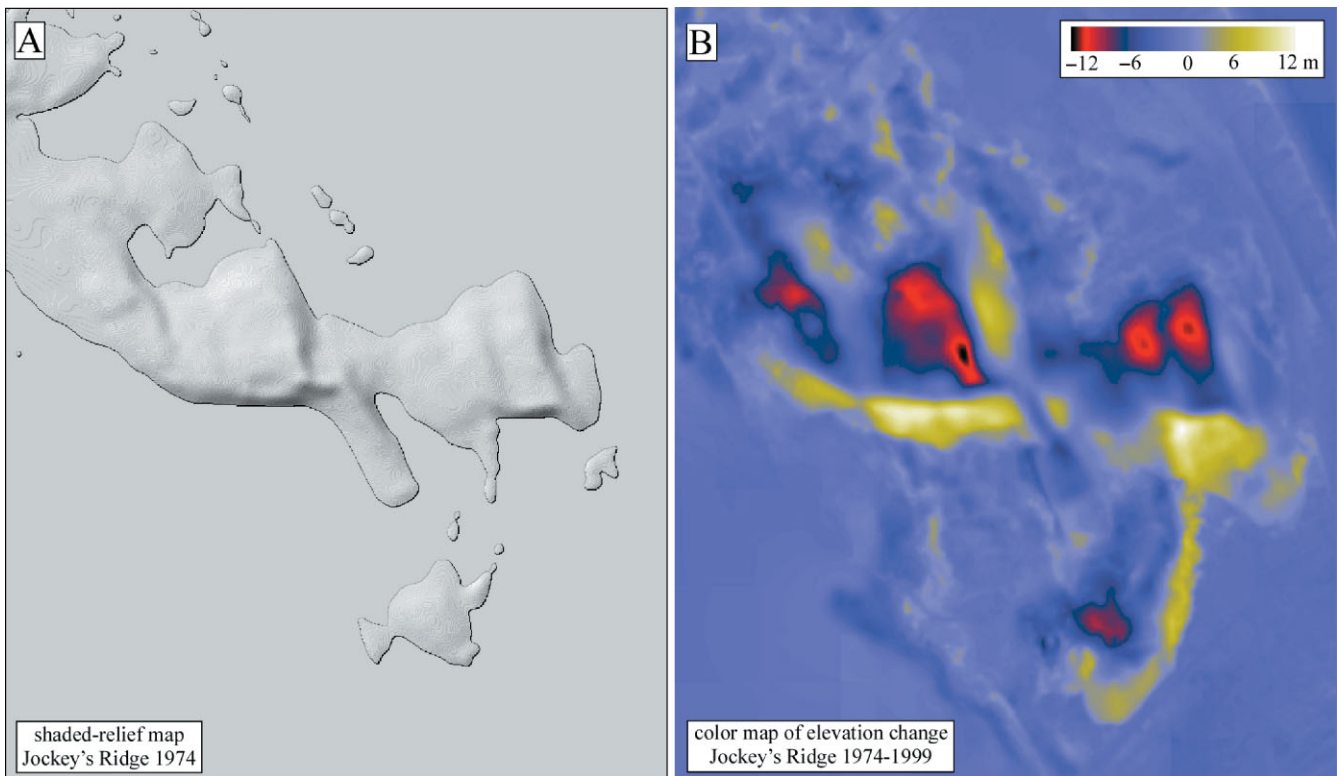 A
shaded-relief map
Jockey's Ridge 1974
B
−12 −6 0 6 12 m
color map of elevation change
Jockey's Ridge 1974-1999